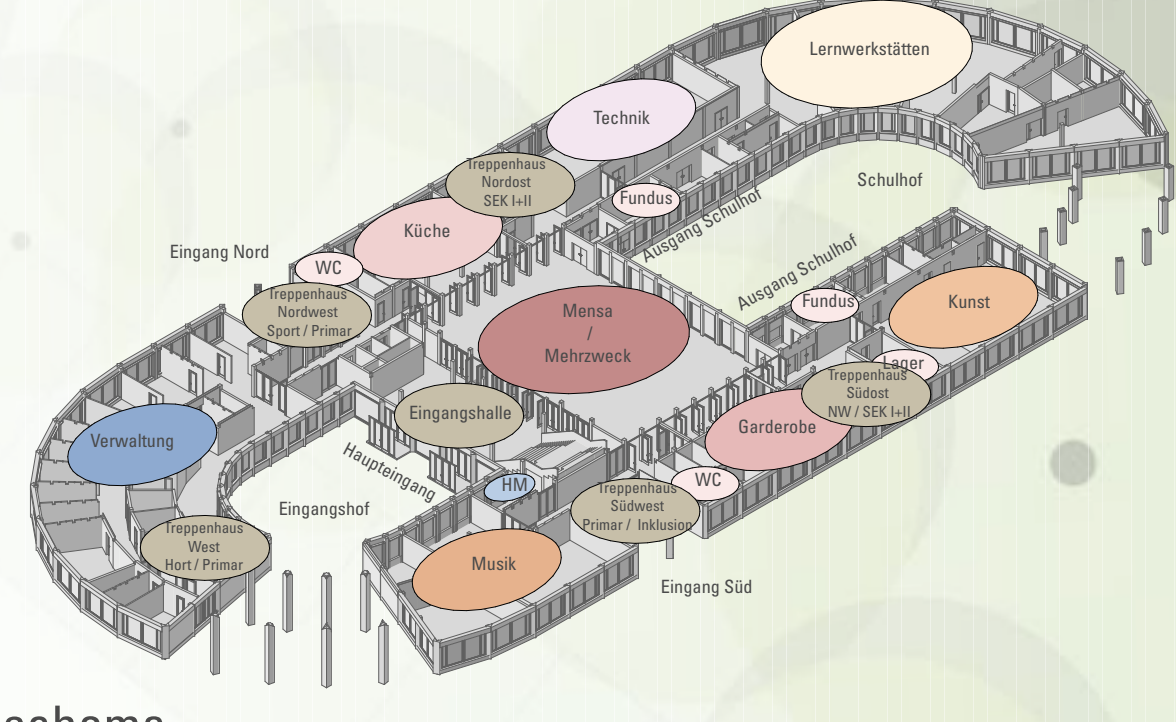 Lernwerkstätten
Technik
Treppenhaus
Nordost
SEK I+II
Fundus
Schulhof
Ausgang Schulhof
Küche
Eingang Nord
WC
Ausgang Schulhof
Treppenhaus
Nordwest
Sport / Primar
Mensa
/
Mehrzweck
Fundus
Kunst
Lager
Treppenhaus
Südost
NW / SEK I+II
Eingangshalle
Garderobe
Verwaltung
Haupteingang
HM
WC
Treppenhaus
Südwest
Primar / Inklusion
Eingangshof
Treppenhaus
West
Hort / Primar
Musik
Eingang Süd